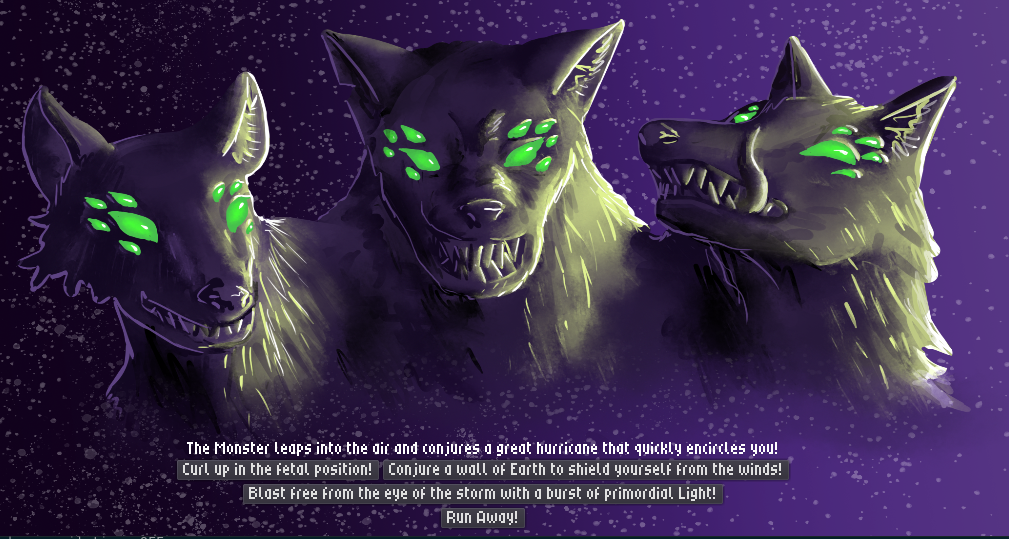 The Monster leaps into the air and conjures a great hurricane that quickly encircles you!
Curl up in the fetal position! Conjure a wall of Earth to shield yourself from the winds!
Blast free from the eye of the storm with a burst of primordial Light!
Run Away!